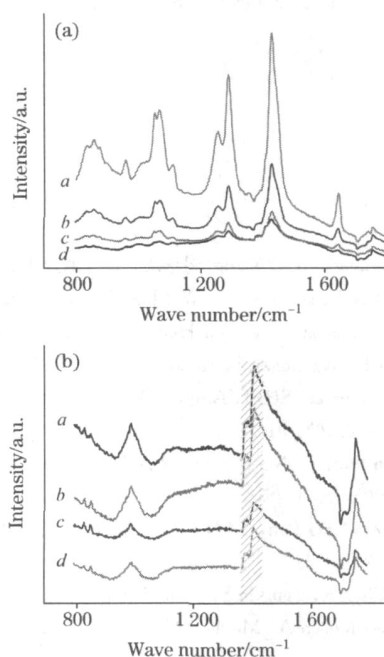 (a)
Intensity/a.u.
a
b
c
d
800 1 200 1 600
Wave number/cm⁻¹
(b)
Intensity/a.u.
a
b
c
d
800 1 200 1 600
Wave number/cm⁻¹